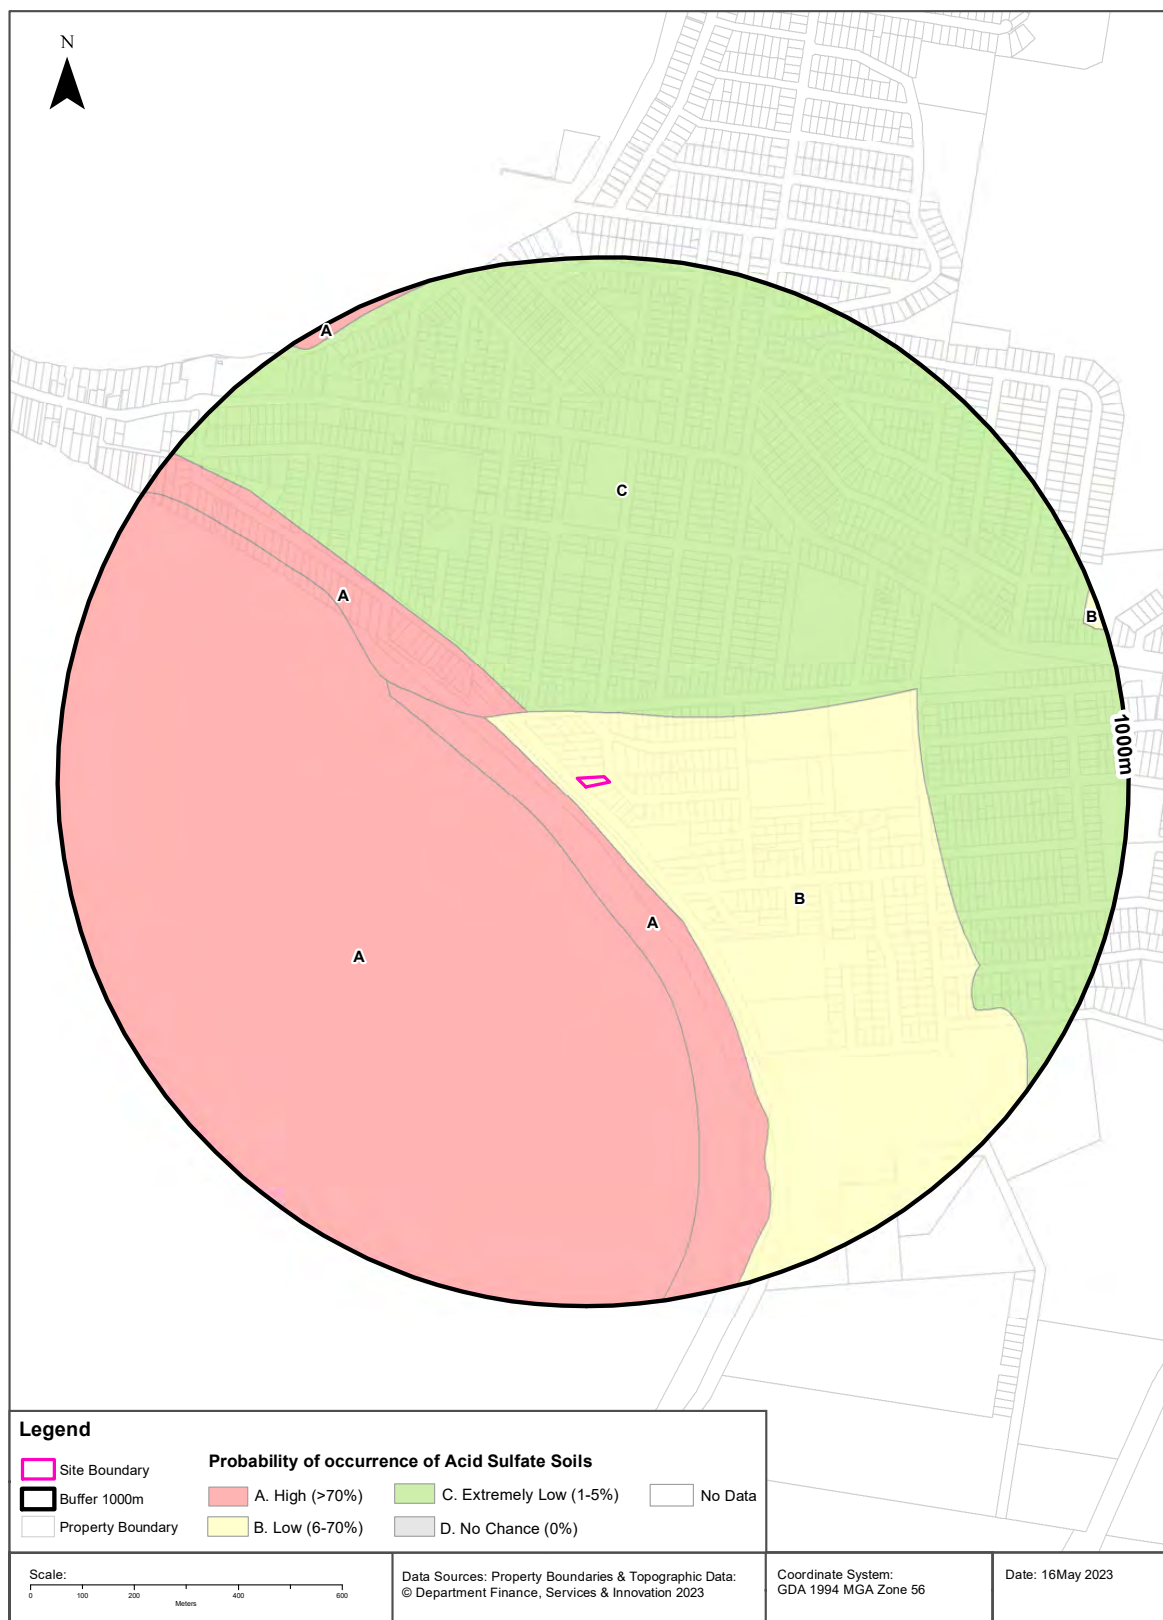 N
A
C
A
B
1000m
B
A
A
Legend
Site Boundary
Buffer 1000m
Property Boundary
Probability of occurrence of Acid Sulfate Soils
A. High (>70%)
B. Low (6-70%)
C. Extremely Low (1-5%)
D. No Chance (0%)
No Data
Scale:
0 100 200 400 600
Meters
Data Sources: Property Boundaries & Topographic Data:
© Department Finance, Services & Innovation 2023
Coordinate System:
GDA 1994 MGA Zone 56
Date: 16May 2023